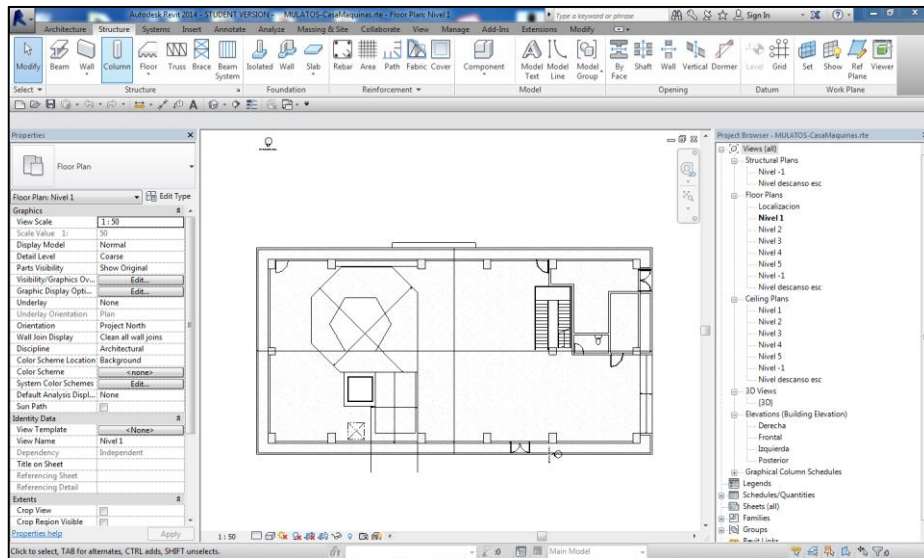 Autodesk Revit 2014 - STUDENT VERSION - MULATOS-CasaMaquinas.rte - Floor Plan: Nivel 1
Type a keyword or phrase
Sign In
Architecture Structure Systems Insert Annotate Analyze Massing & Site Collaborate View Manage Add-Ins Extensions Modify
Modify Beam Wall Column Floor Truss Brace Beam System Isolated Wall Slab Rebar Area Path Fabric Cover Component Model Text Model Line Model Group By Face Shaft Wall Vertical Dormer Level Grid Set Show Ref Plane Viewer
Select Structure Foundation Reinforcement Model Opening Datum Work Plane
Properties
Floor Plan
Floor Plan: Nivel 1 Edit Type
Graphics
View Scale 1 : 50
Scale Value 1: 50
Display Model Normal
Detail Level Coarse
Parts Visibility Show Original
Visibility/Graphics Ov... Edit...
Graphic Display Opti... Edit...
Underlay None
Underlay Orientation Plan
Orientation Project North
Wall Join Display Clean all wall joins
Discipline Architectural
Color Scheme Location Background
Color Scheme <none>
System Color Schemes Edit...
Default Analysis Displ... None
Sun Path
Identity Data
View Template <None>
View Name Nivel 1
Dependency Independent
Title on Sheet
Referencing Sheet
Referencing Detail
Extents
Crop View
Crop Region Visible
Properties help Apply
1 : 50
Project Browser - MULATOS-CasaMaquinas.rte
Views (all)
Structural Plans
Nivel -1
Nivel descanso esc
Floor Plans
Localizacion
Nivel 1
Nivel 2
Nivel 3
Nivel 4
Nivel 5
Nivel -1
Nivel descanso esc
Ceiling Plans
Nivel 1
Nivel 2
Nivel 3
Nivel 4
Nivel 5
Nivel -1
Nivel descanso esc
3D Views
{3D}
Elevations (Building Elevation)
Derecha
Frontal
Izquierda
Posterior
Graphical Column Schedules
Legends
Schedules/Quantities
Sheets (all)
Families
Groups
Revit Links
Click to select, TAB for alternates, CTRL adds, SHIFT unselects.
:0
Main Model
:0